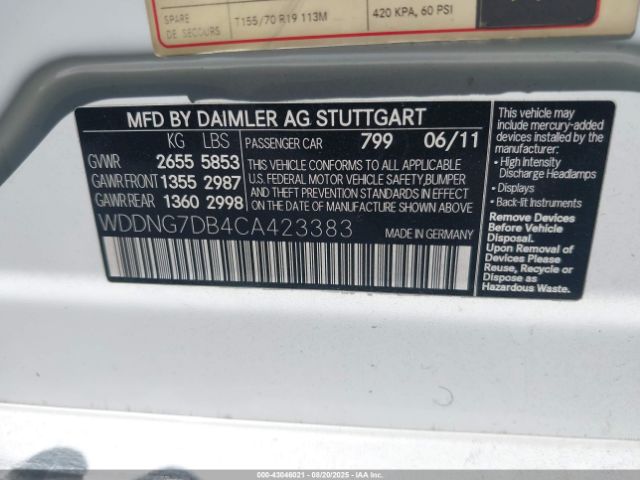 SPARE T155/70 R19 113M 420 KPA, 60 PSI
DE SECOURS
MFD BY DAIMLER AG STUTTGART
KG LBS PASSENGER CAR 799 06/11
GVWR 2655 5853
GAWR FRONT 1355 2987
GAWR REAR 1360 2998
THIS VEHICLE CONFORMS TO ALL APPLICABLE
U.S. FEDERAL MOTOR VEHICLE SAFETY, BUMPER
AND THEFT PREVENTION STANDARDS IN EFFECT
ON THE DATE OF MANUFACTURE SHOWN ABOVE.
WDDNG7DB4CA423383 MADE IN GERMANY
This vehicle may
include mercury-added
devices installed by the
manufacturer:
• High Intensity
Discharge Headlamps
• Displays
• Back-lit Instruments
Remove Devices
Before Vehicle
Disposal.
Upon Removal of
Devices Please
Reuse, Recycle or
Dispose as
Hazardous Waste.
000-43046021 - 08/20/2025 - IAAI.COM